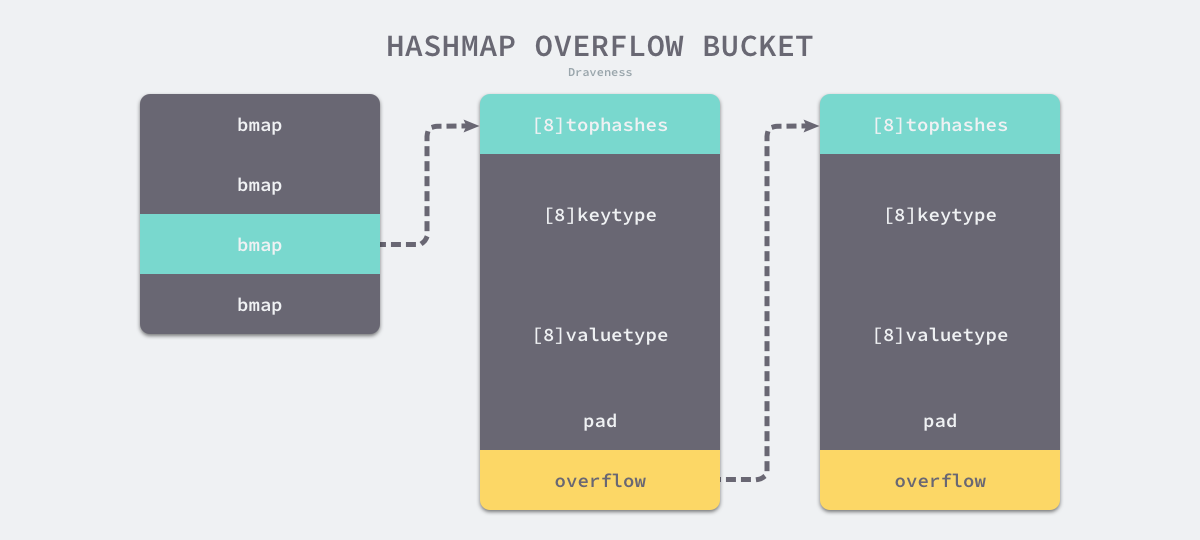 HASHMAP OVERFLOW BUCKET
Draveness
bmap
bmap
bmap
bmap
[8]tophashes
[8]keytype
[8]valuetype
pad
overflow
[8]tophashes
[8]keytype
[8]valuetype
pad
overflow